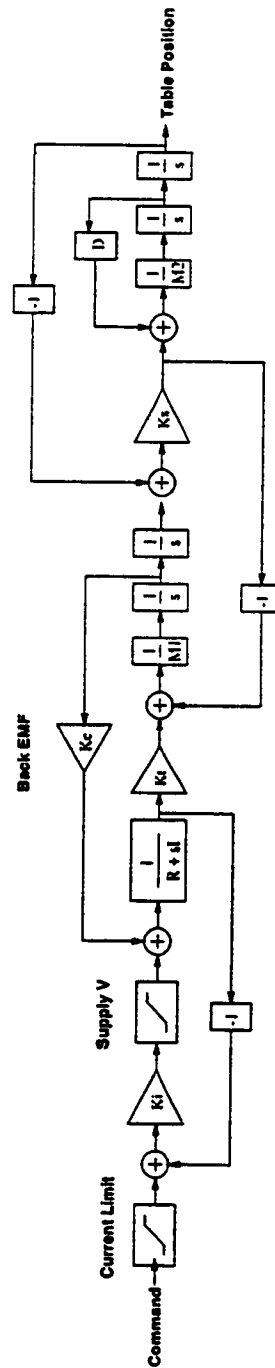 Command
Current Limit
Ki
Supply V
-1
1
R + sL
Kt
Back EMF
Ke
1
M1
1
s
1
s
-1
Ks
-1
D
1
M2
1
s
1
s
Table Position